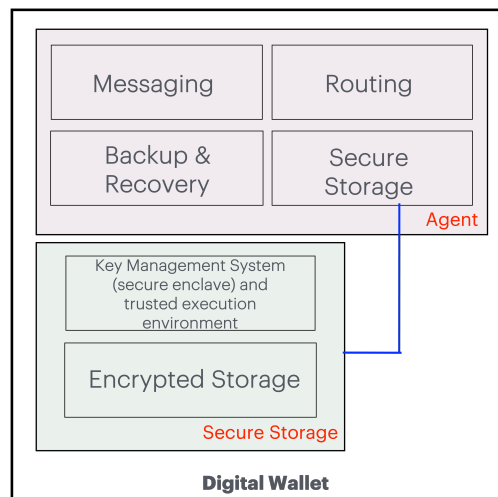 Messaging
Routing
Backup &
Recovery
Secure
Storage
Agent
Key Management System
(secure enclave) and
trusted execution
environment
Encrypted Storage
Secure Storage
Digital Wallet